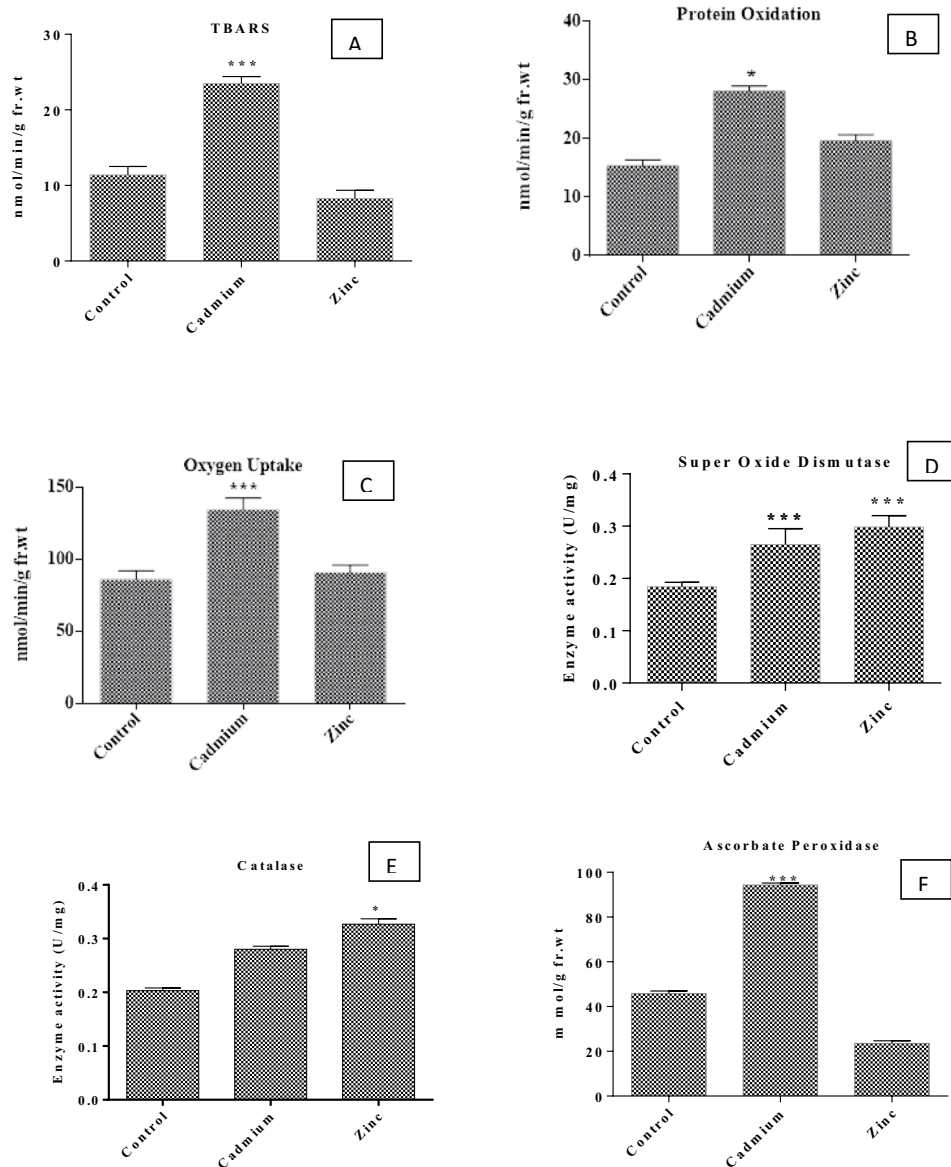 TBARS
A
nmol/min/g fr.wt
30
20
10
0
***
Control
Cadmium
Zinc
Protein Oxidation
B
nmol/min/g fr.wt
40
30
20
10
0
*
Control
Cadmium
Zinc
Oxygen Uptake
C
nmol/min/g fr.wt
150
100
50
0
***
Control
Cadmium
Zinc
Super Oxide Dismutase
D
Enzyme activity (U/mg)
0.4
0.3
0.2
0.1
0.0
***
***
Control
Cadmium
Zinc
Catalase
E
Enzyme activity (U/mg)
0.4
0.3
0.2
0.1
0.0
*
Control
Cadmium
Zinc
Ascorbate Peroxidase
F
m mol/g fr.wt
100
80
60
40
20
0
***
Control
Cadmium
Zinc